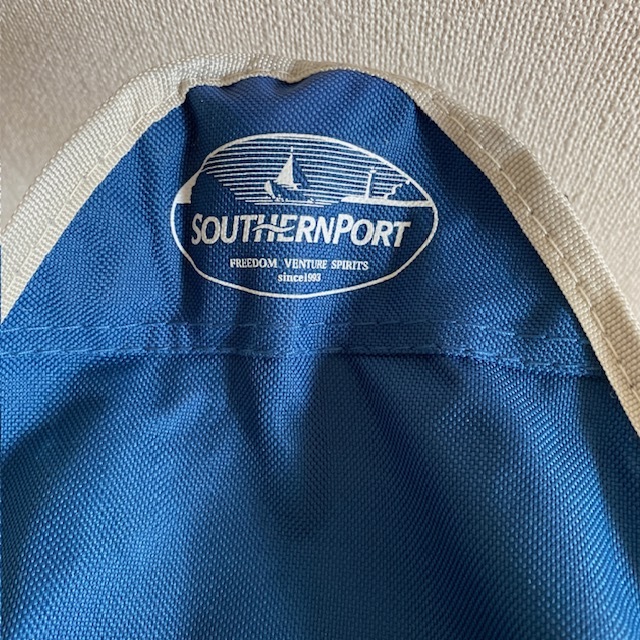 SOUTHERNPORT
FREEDOM VENTURE SPIRITS
since1993